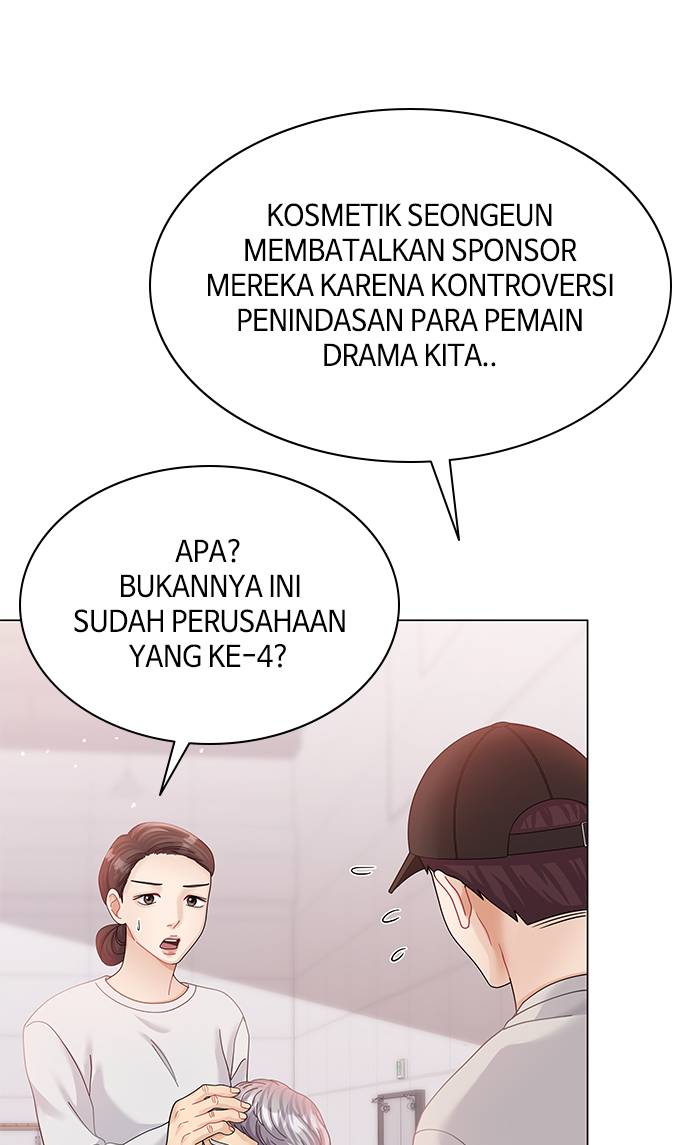 KOSMETIK SEONGEUN
MEMBATALKAN SPONSOR
MEREKA KARENA KONTROVERSI
PENINDASAN PARA PEMAIN
DRAMA KITA..
APA?
BUKANNYA INI
SUDAH PERUSAHAAN
YANG KE-4?